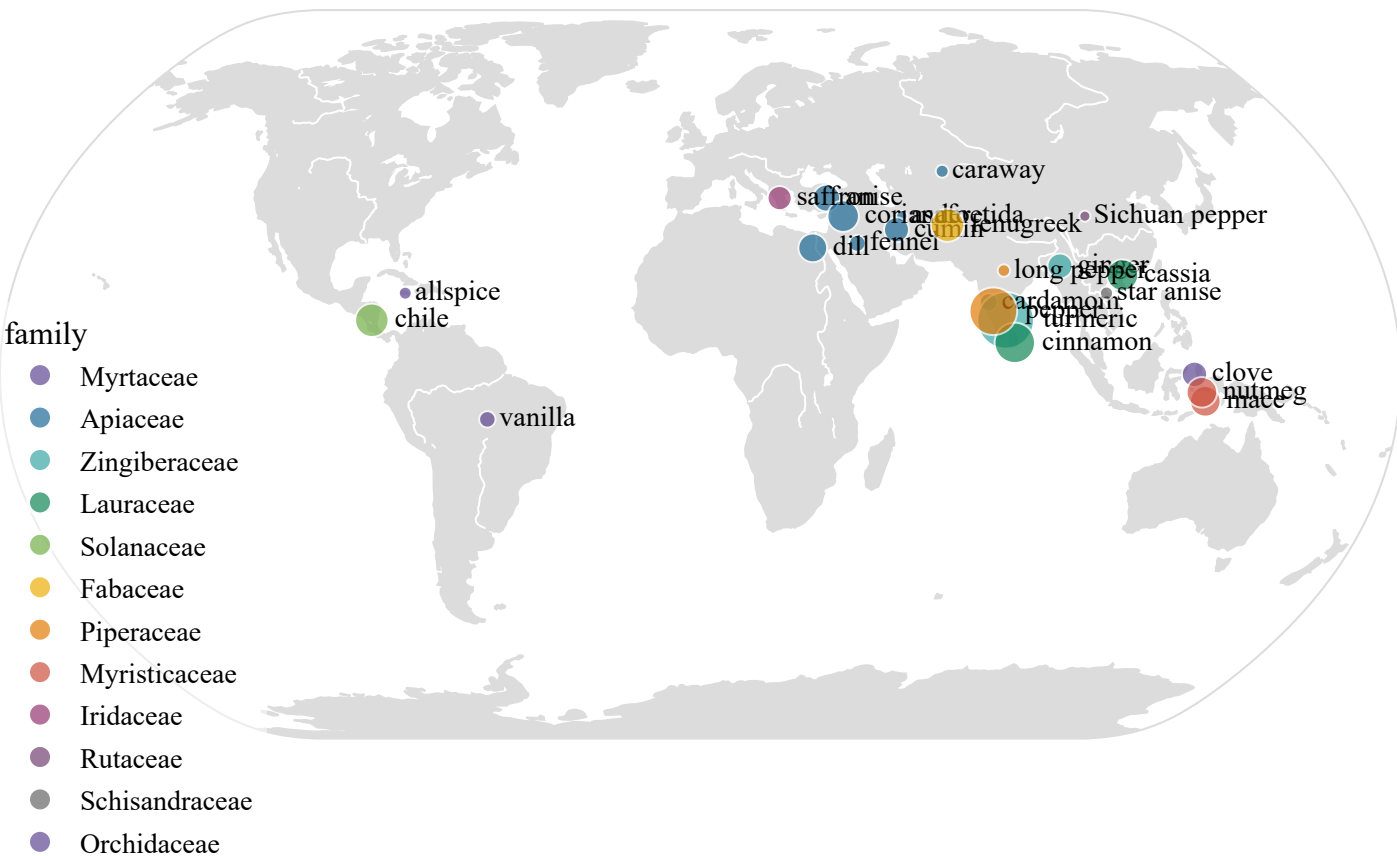 caraway
saffron
anise
coriander
asafoetida
Sichuan pepper
cumin
fenugreek
dill
fennel
long pepper
ginger
cassia
allspice
star anise
cardamom
pepper
chile
turmeric
cinnamon
clove
nutmeg
mace
vanilla
family
Myrtaceae
Apiaceae
Zingiberaceae
Lauraceae
Solanaceae
Fabaceae
Piperaceae
Myristicaceae
Iridaceae
Rutaceae
Schisandraceae
Orchidaceae